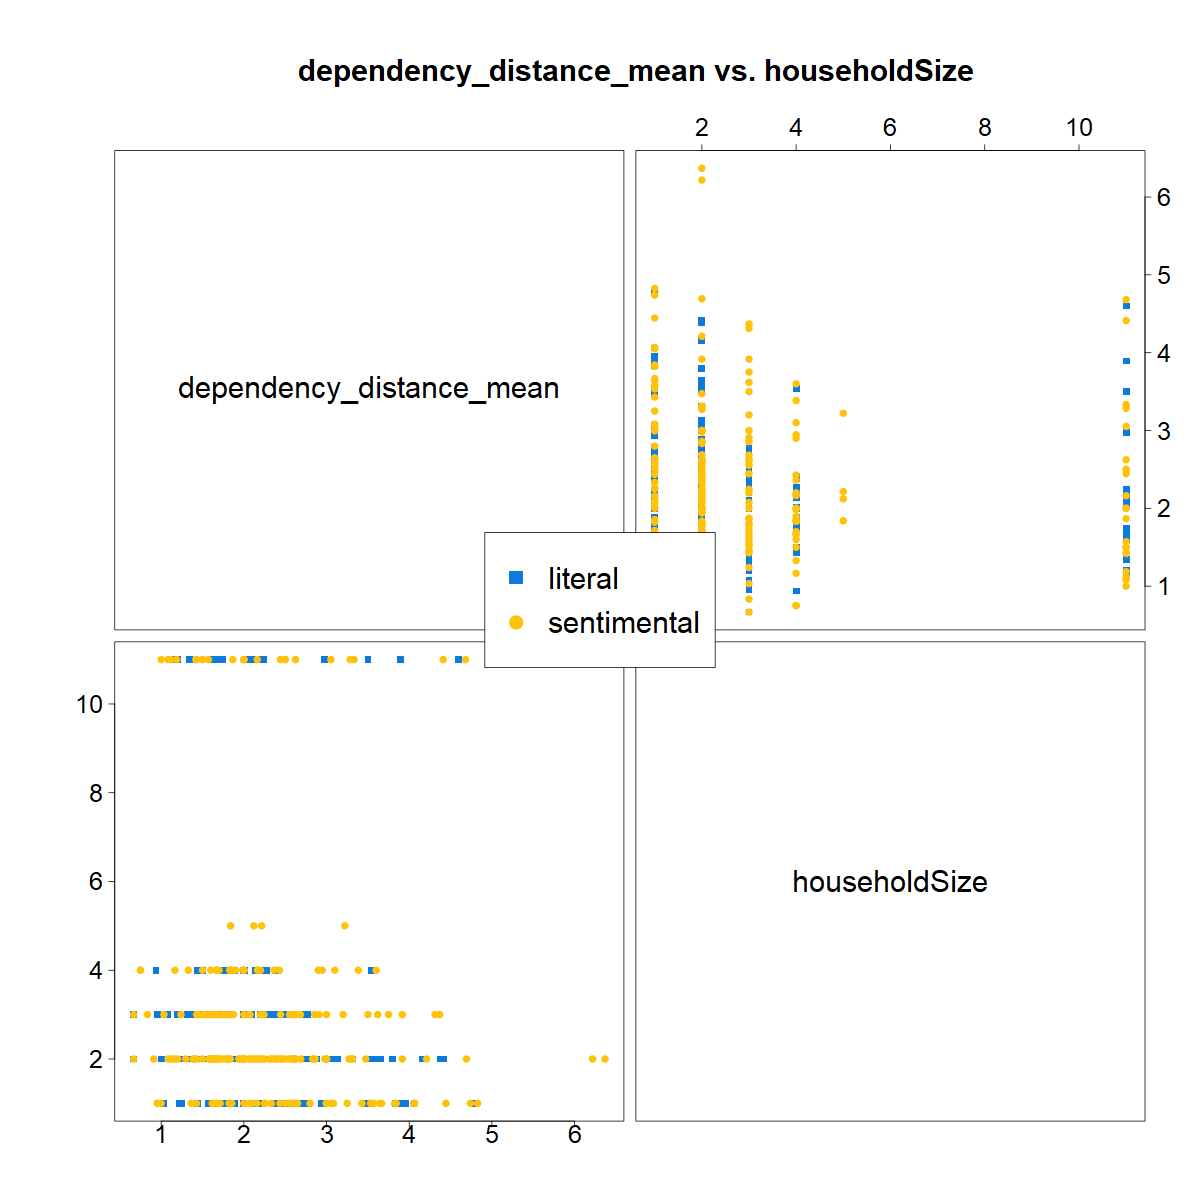 dependency_distance_mean vs. householdSize
2 4 6 8 10
dependency_distance_mean
6
5
4
3
2
1
literal
sentimental
10
8
6
4
2
householdSize
1 2 3 4 5 6